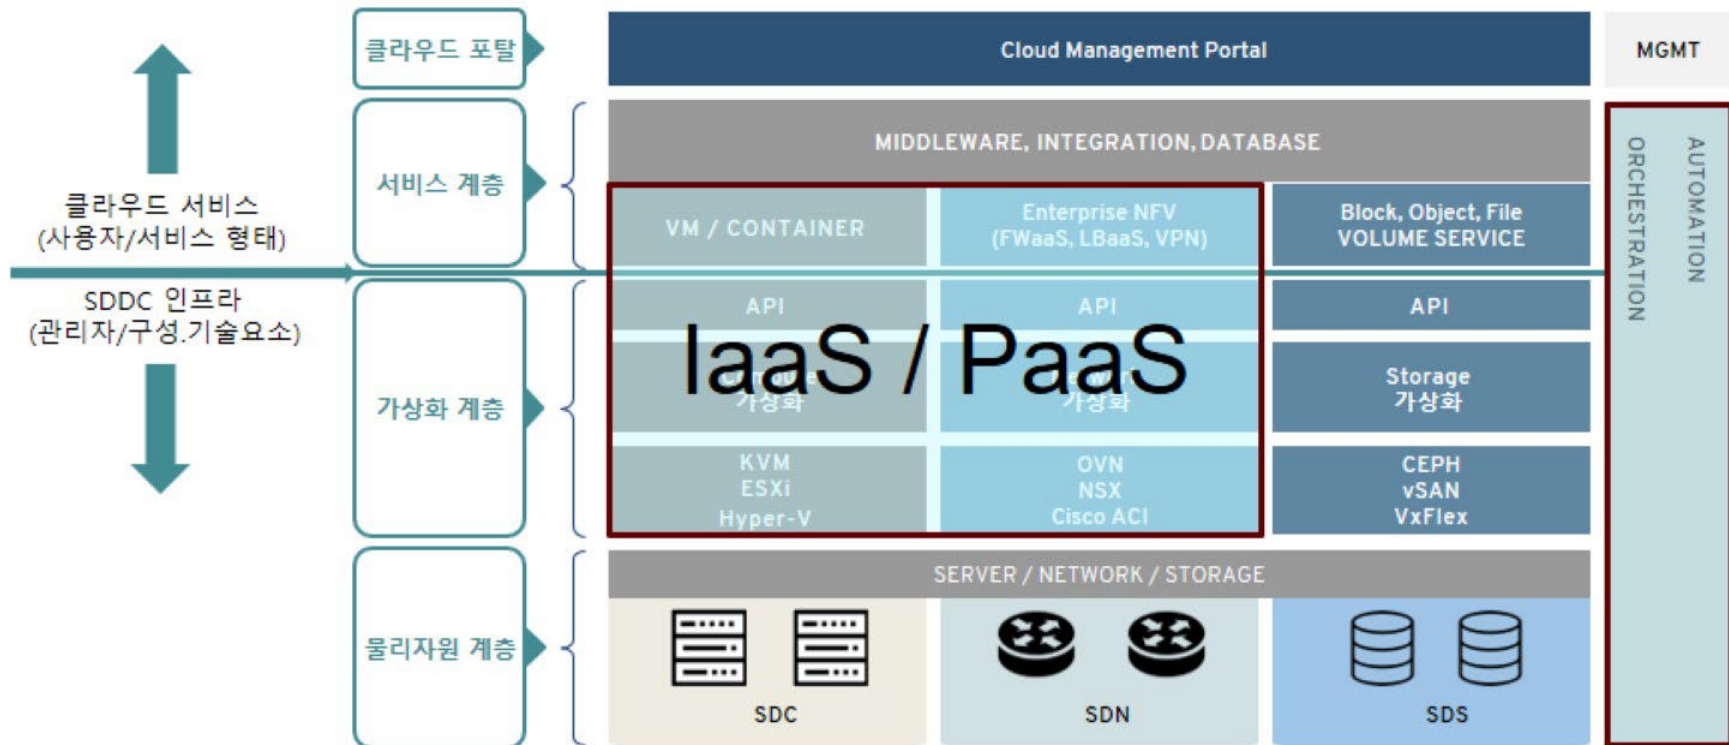 클라우드 포탈
Cloud Management Portal
MGMT
서비스 계층
MIDDLEWARE, INTEGRATION, DATABASE
VM / CONTAINER
Enterprise NFV
(FWaaS, LBaaS, VPN)
Block, Object, File
VOLUME SERVICE
ORCHESTRATION
AUTOMATION
클라우드 서비스
(사용자/서비스 형태)
SDDC 인프라
(관리자/구성.기술요소)
가상화 계층
API
API
API
IaaS / PaaS
Compute
가상화
Network
가상화
Storage
가상화
KVM
ESXi
Hyper-V
OVN
NSX
Cisco ACI
CEPH
vSAN
VxFlex
물리자원 계층
SERVER / NETWORK / STORAGE
SDC
SDN
SDS